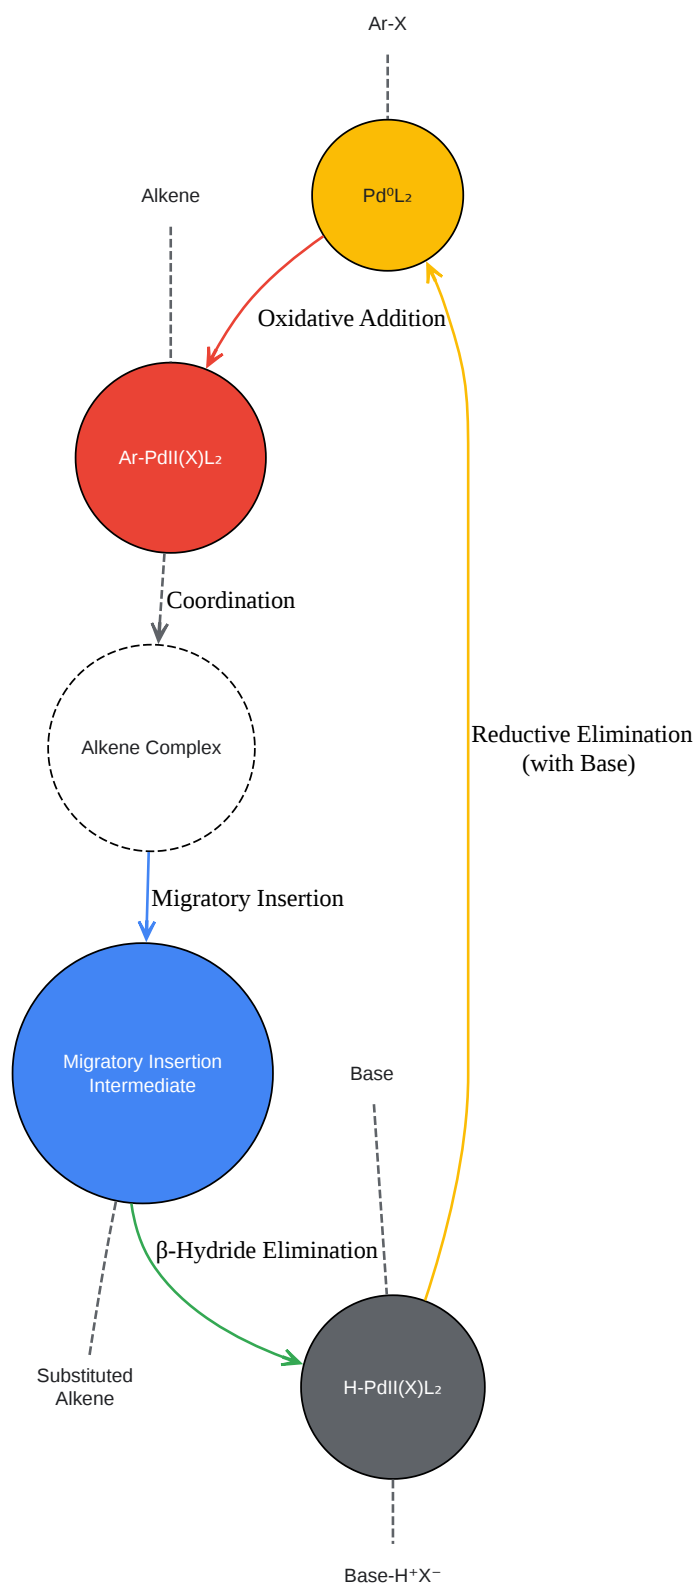 Ar-X
Pd⁰L₂
Alkene
Oxidative Addition
Ar-PdII(X)L₂
Coordination
Alkene Complex
Reductive Elimination
(with Base)
Migratory Insertion
Migratory Insertion
Intermediate
Base
β-Hydride Elimination
Substituted
Alkene
H-PdII(X)L₂
Base-H⁺X⁻